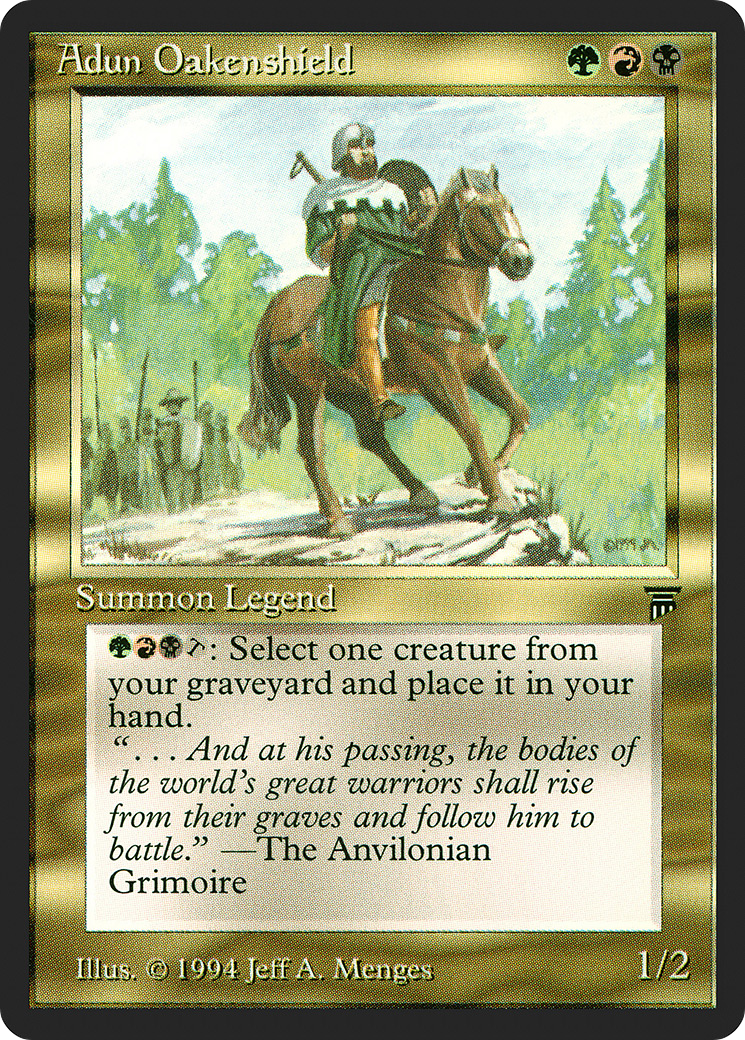 Adun Oakenshield
Summon Legend
: Select one creature from
your graveyard and place it in your
hand.
“ . . . And at his passing, the bodies of
the world’s great warriors shall rise
from their graves and follow him to
battle.” —The Anvilonian
Grimoire
Illus. © 1994 Jeff A. Menges
1/2